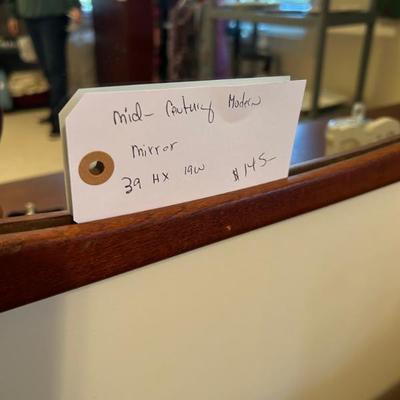 Mid-Century Modern
mirror
39 HX 19W $145-